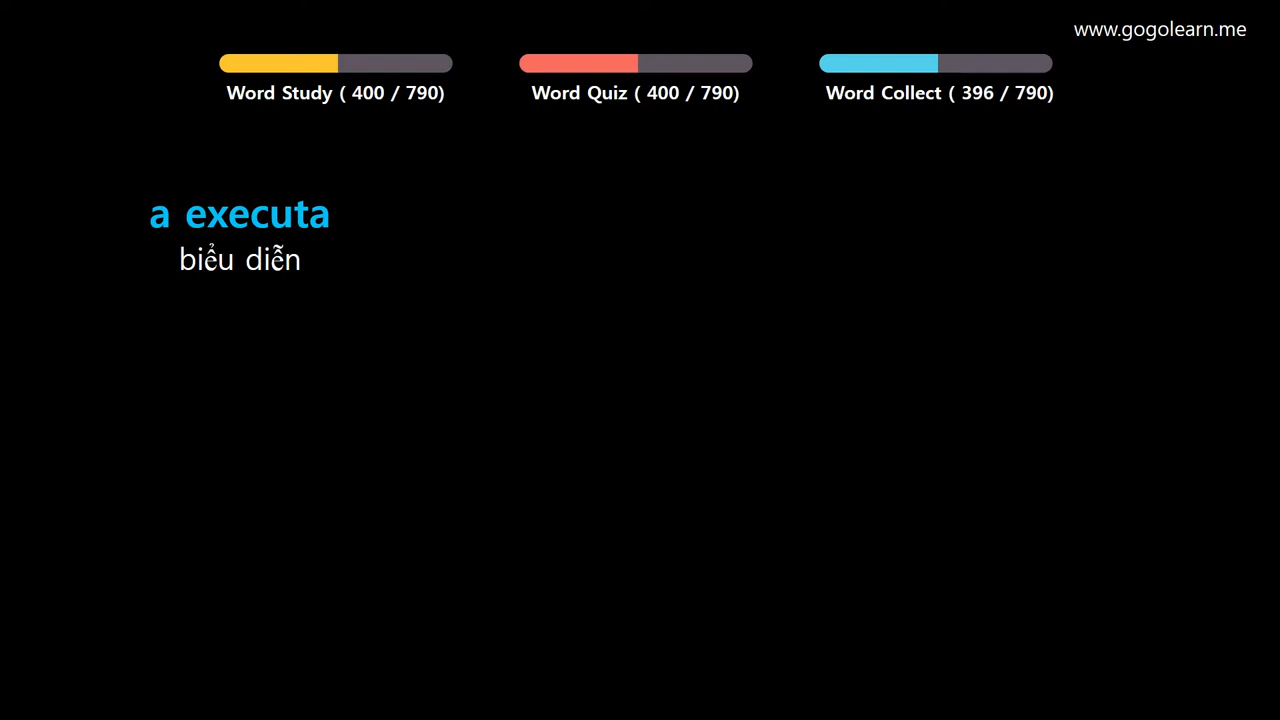 www.gogolearn.me
Word Study ( 400 / 790)
Word Quiz ( 400 / 790)
Word Collect ( 396 / 790)
a executa
biểu diễn